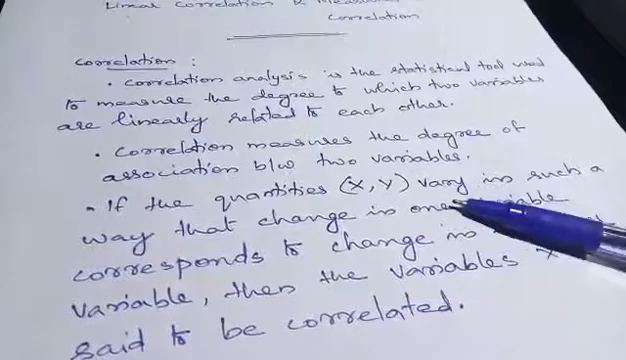 Linear Correlation & Measu
Correlation
Correlation :
• Correlation analysis is the statistical tool used
to measure the degree to which two variables
are linearly related to each other.
• Correlation measures the degree of
association b/w two variables.
• If the quantities (X, Y) vary in such a
way that change in one
corresponds to change in
variable, then the variables X
said to be correlated.